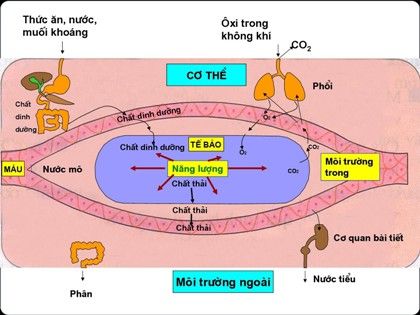 Thức ăn, nước,
muối khoáng
Ôxi trong
không khí
CO2
CƠ THỂ
Phổi
Chất
dinh
dưỡng
Chất dinh dưỡng
O2
TẾ BÀO
Chất dinh dưỡng
O2
CO2
MÁU
Nước mô
Năng lượng
CO2
Môi trường
trong
Chất thải
Chất thải
Chất thải
Cơ quan bài tiết
Phân
Môi trường ngoài
Nước tiểu